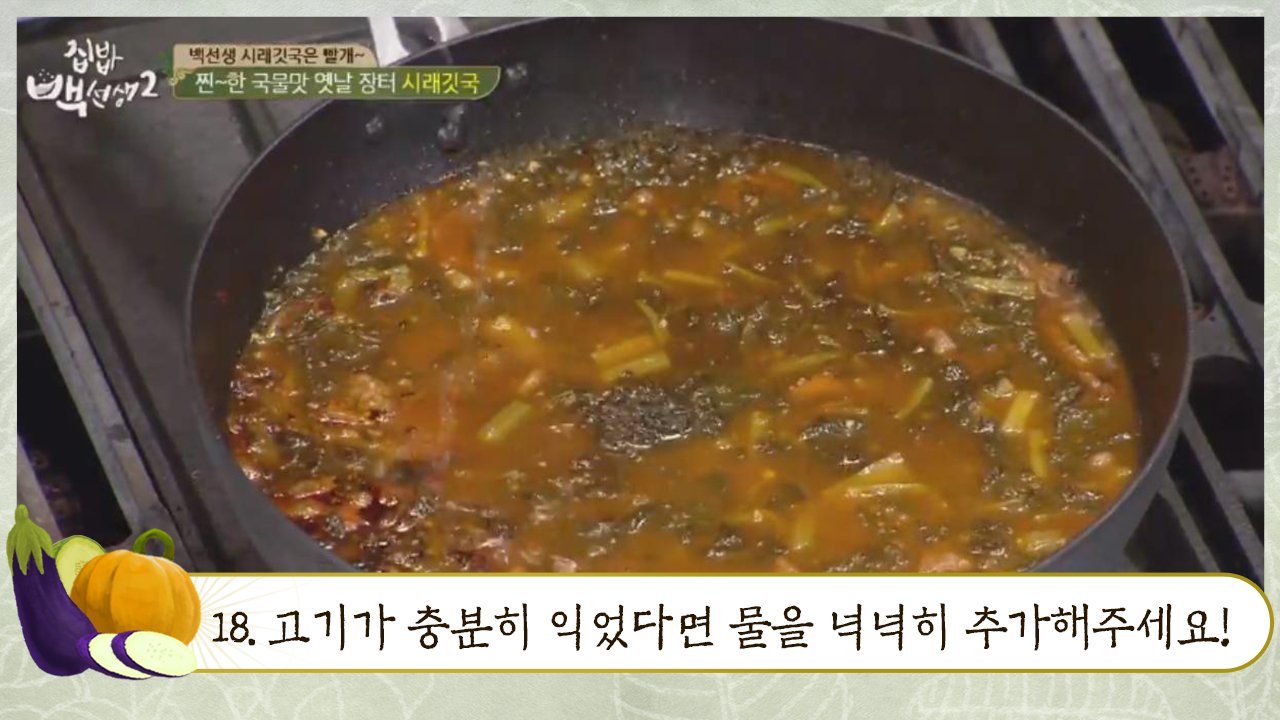 집밥
백선생2
백선생 시래깃국은 빨개~
찐~한 국물맛 옛날 장터 시래깃국
18. 고기가 충분히 익었다면 물을 넉넉히 추가해주세요!